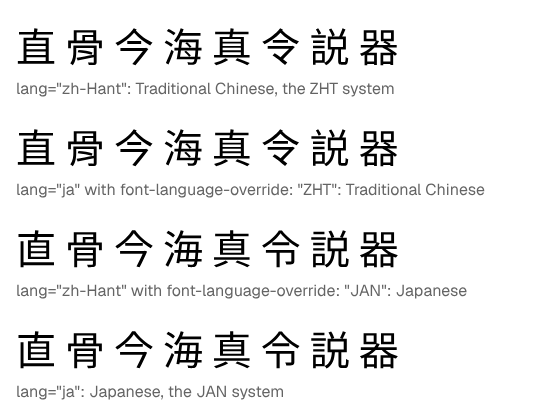 直骨今海真令説器
lang="zh-Hant": Traditional Chinese, the ZHT system
直骨今海真令説器
lang="ja" with font-language-override: "ZHT": Traditional Chinese
直骨今海真令説器
lang="zh-Hant" with font-language-override: "JAN": Japanese
直骨今海真令説器
lang="ja": Japanese, the JAN system